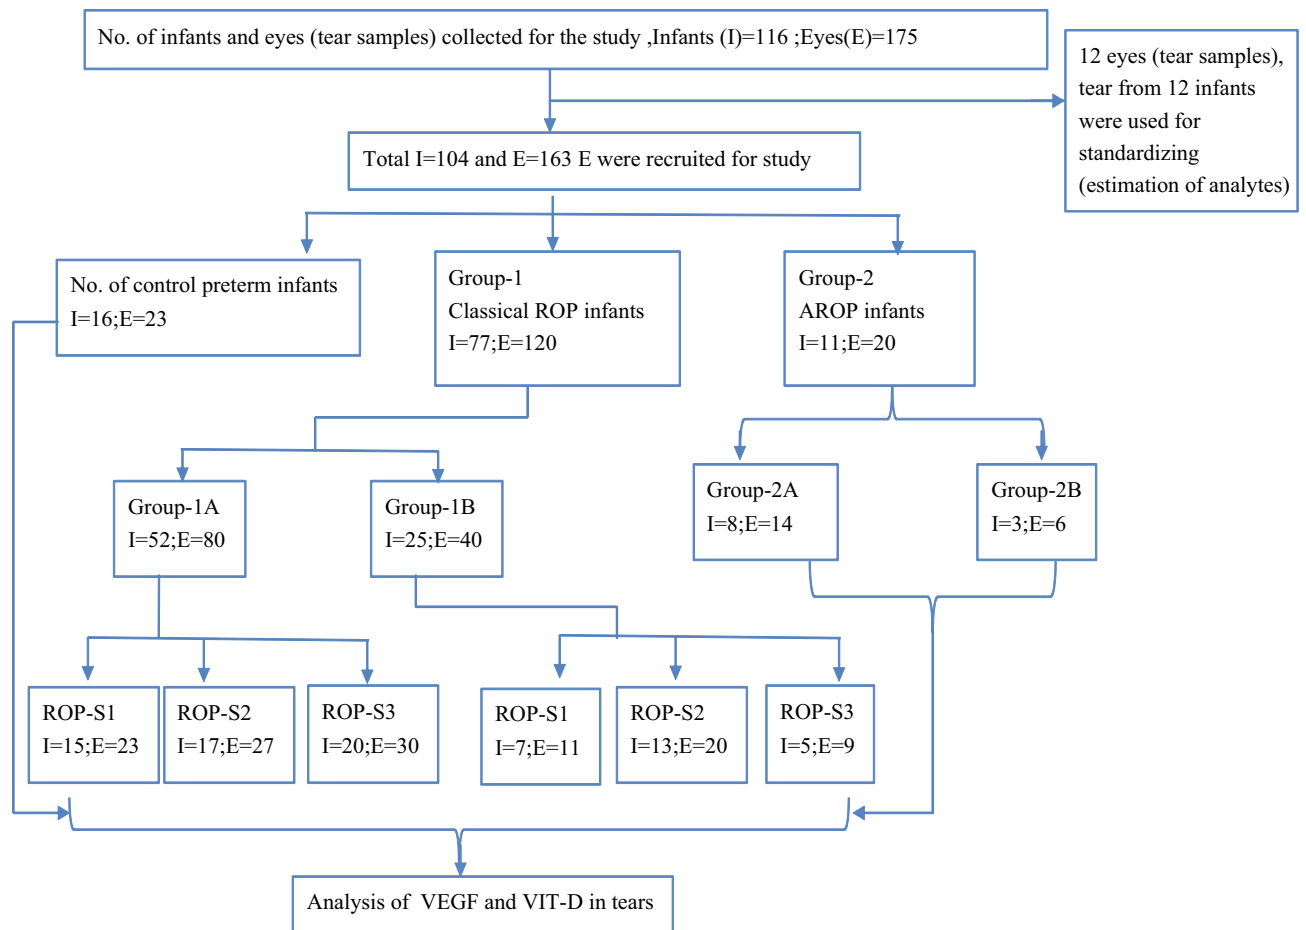 No. of infants and eyes (tear samples) collected for the study ,Infants (I)=116 ;Eyes(E)=175
12 eyes (tear samples),
tear from 12 infants
were used for
standardizing
(estimation of analytes)
Total I=104 and E=163 E were recruited for study
No. of control preterm infants
I=16;E=23
Group-1
Classical ROP infants
I=77;E=120
Group-2
AROP infants
I=11;E=20
Group-1A
I=52;E=80
Group-1B
I=25;E=40
Group-2A
I=8;E=14
Group-2B
I=3;E=6
ROP-S1
I=15;E=23
ROP-S2
I=17;E=27
ROP-S3
I=20;E=30
ROP-S1
I=7;E=11
ROP-S2
I=13;E=20
ROP-S3
I=5;E=9
Analysis of VEGF and VIT-D in tears